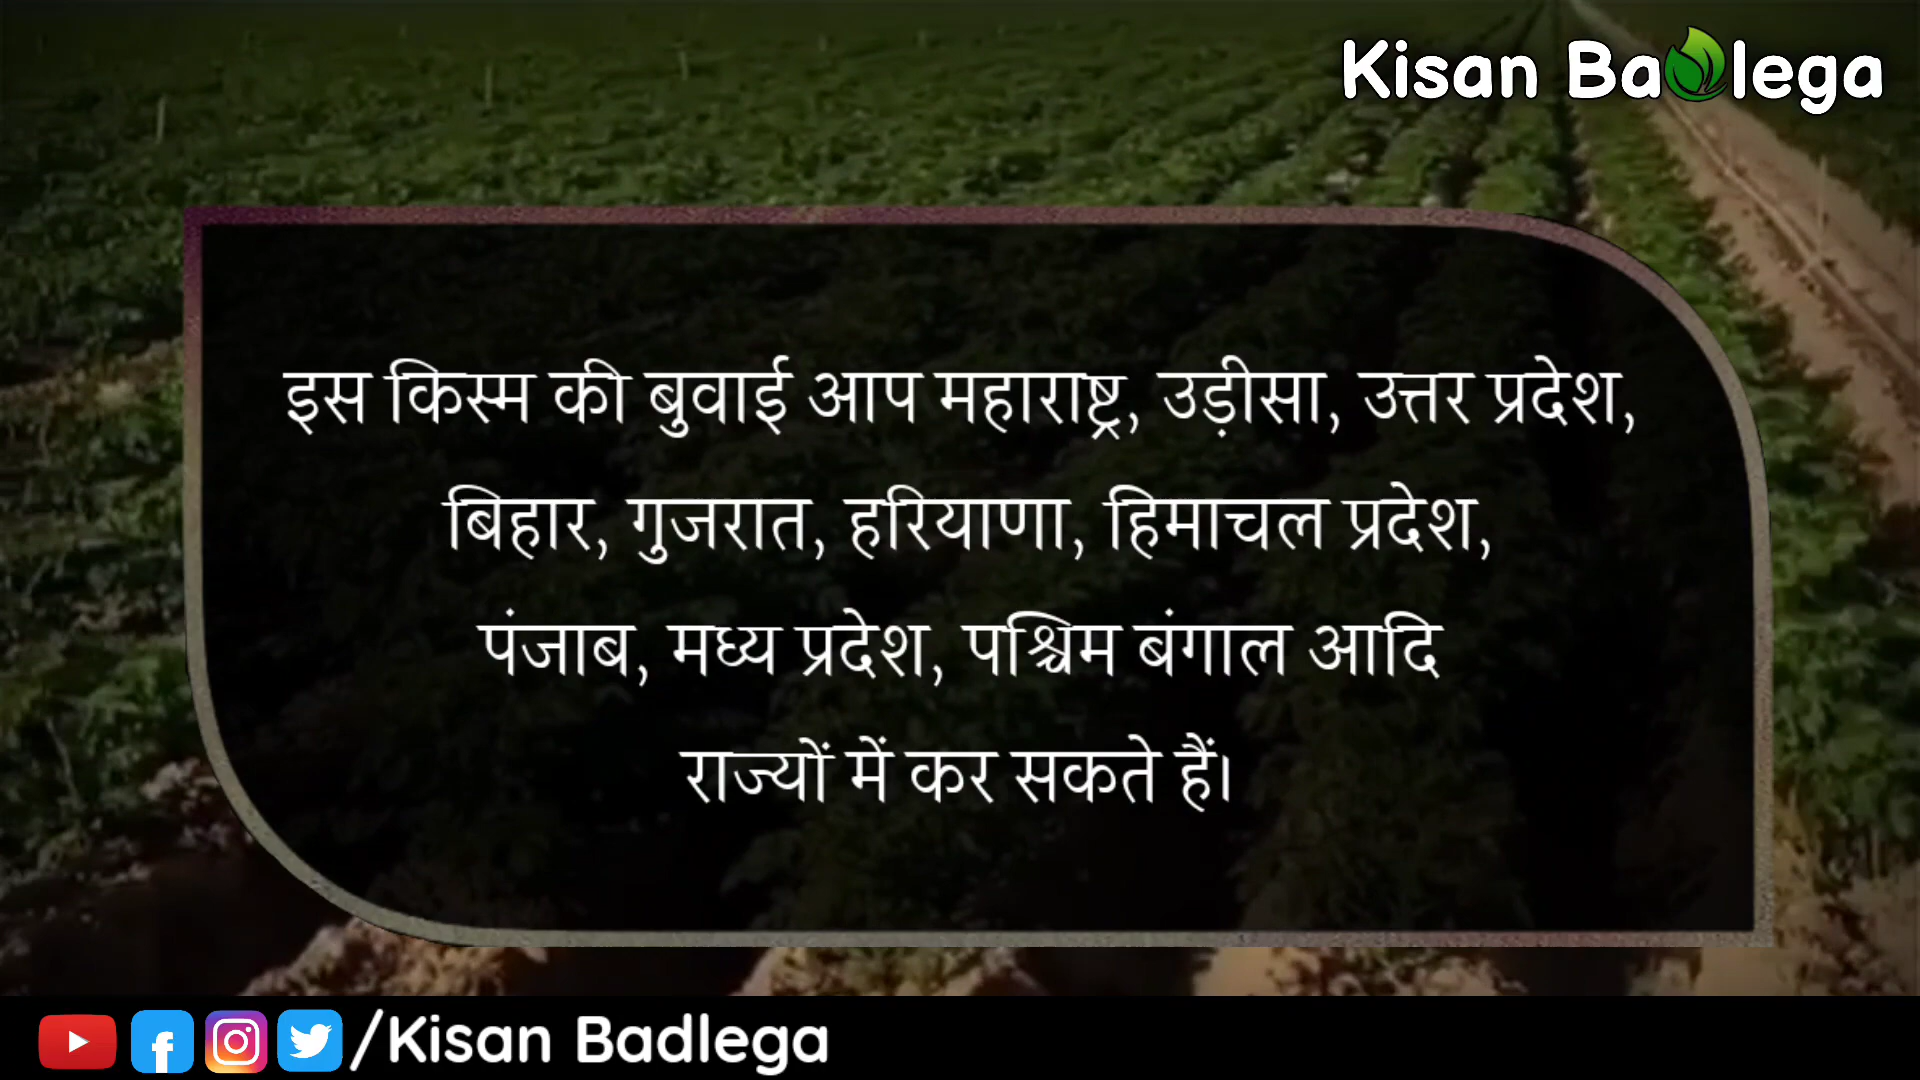 Kisan Badlega
इस किस्म की बुवाई आप महाराष्ट्र, उड़ीसा, उत्तर प्रदेश,
बिहार, गुजरात, हरियाणा, हिमाचल प्रदेश,
पंजाब, मध्य प्रदेश, पश्चिम बंगाल आदि
राज्यों में कर सकते हैं।
/Kisan Badlega